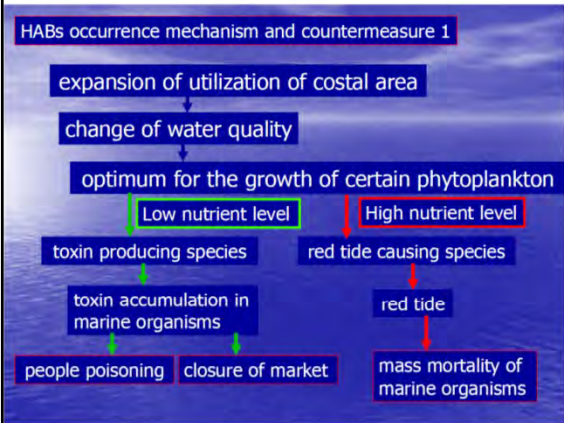 HABs occurrence mechanism and countermeasure 1
expansion of utilization of costal area
change of water quality
optimum for the growth of certain phytoplankton
Low nutrient level
High nutrient level
toxin producing species
red tide causing species
toxin accumulation in
marine organisms
red tide
people poisoning
closure of market
mass mortality of
marine organisms